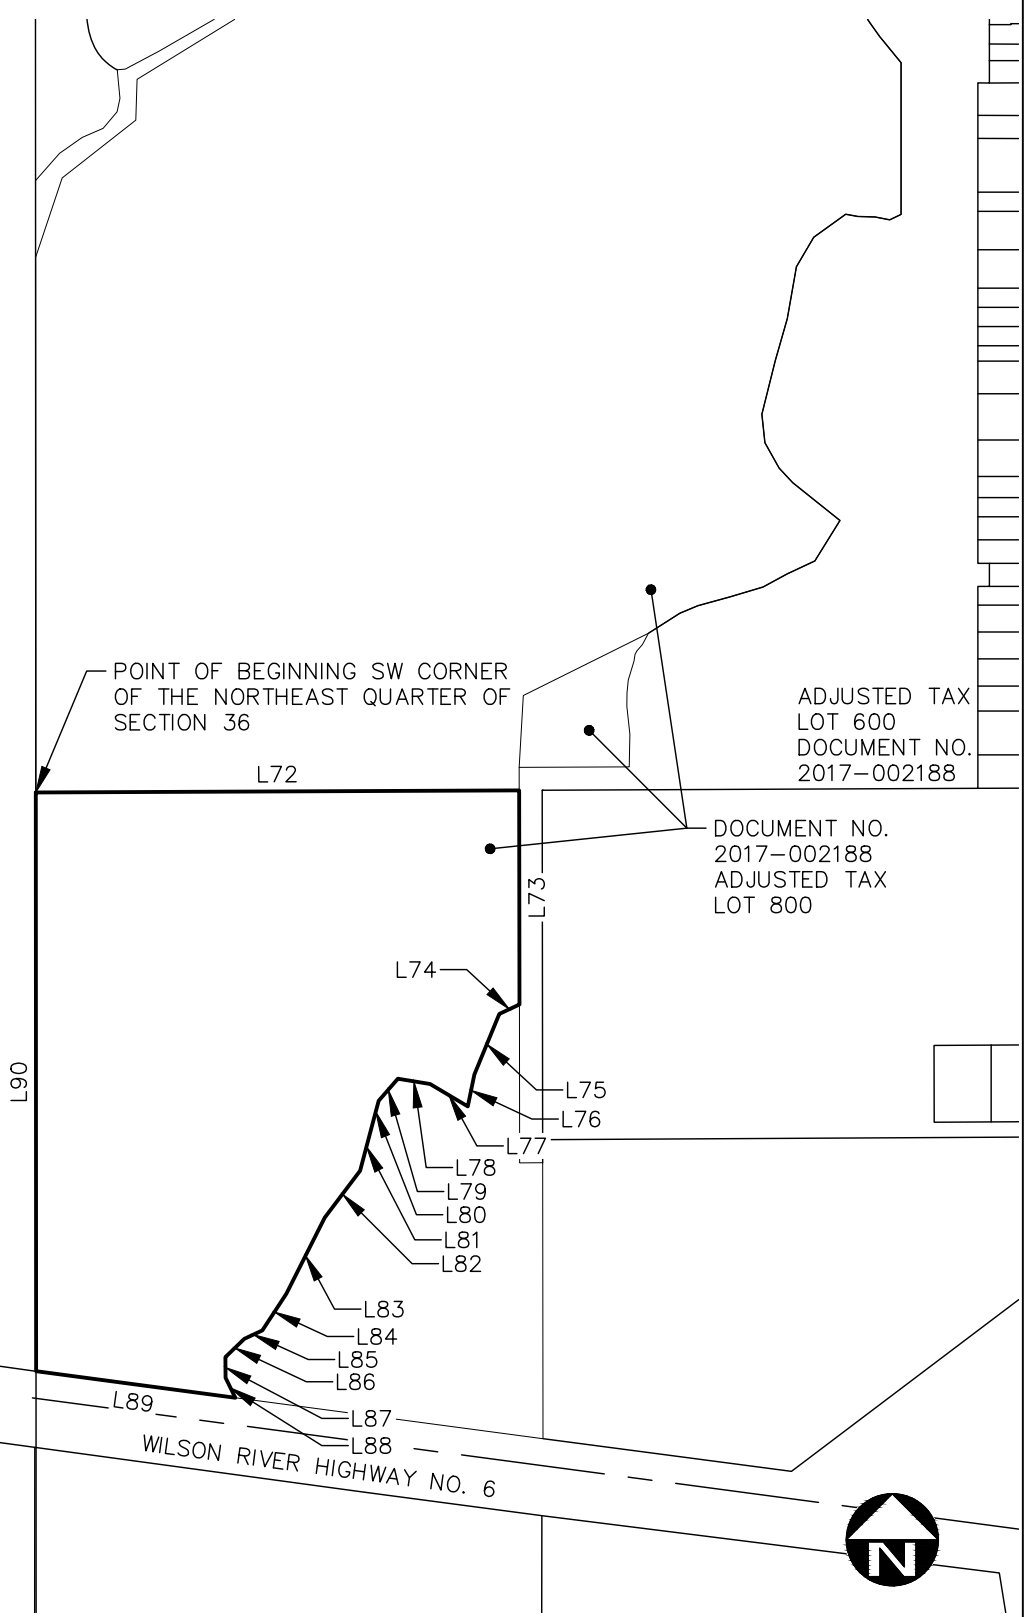 POINT OF BEGINNING SW CORNER
OF THE NORTHEAST QUARTER OF
SECTION 36
ADJUSTED TAX
LOT 600
DOCUMENT NO.
2017-002188
L72
DOCUMENT NO.
2017-002188
ADJUSTED TAX
LOT 800
L73
L74
L90
L75
L76
L77
L78
L79
L80
L81
L82
L83
L84
L85
L86
L87
L88
L89
WILSON RIVER HIGHWAY NO. 6
N